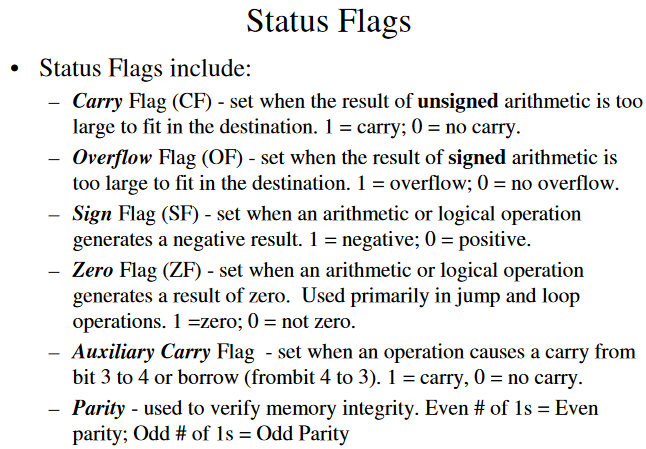 Status Flags
• Status Flags include:
– Carry Flag (CF) - set when the result of unsigned arithmetic is too
large to fit in the destination. 1 = carry; 0 = no carry.
– Overflow Flag (OF) - set when the result of signed arithmetic is
too large to fit in the destination. 1 = overflow; 0 = no overflow.
– Sign Flag (SF) - set when an arithmetic or logical operation
generates a negative result. 1 = negative; 0 = positive.
– Zero Flag (ZF) - set when an arithmetic or logical operation
generates a result of zero.  Used primarily in jump and loop
operations. 1 =zero; 0 = not zero.
– Auxiliary Carry Flag  - set when an operation causes a carry from
bit 3 to 4 or borrow (frombit 4 to 3). 1 = carry, 0 = no carry.
– Parity - used to verify memory integrity. Even # of 1s = Even
parity; Odd # of 1s = Odd Parity